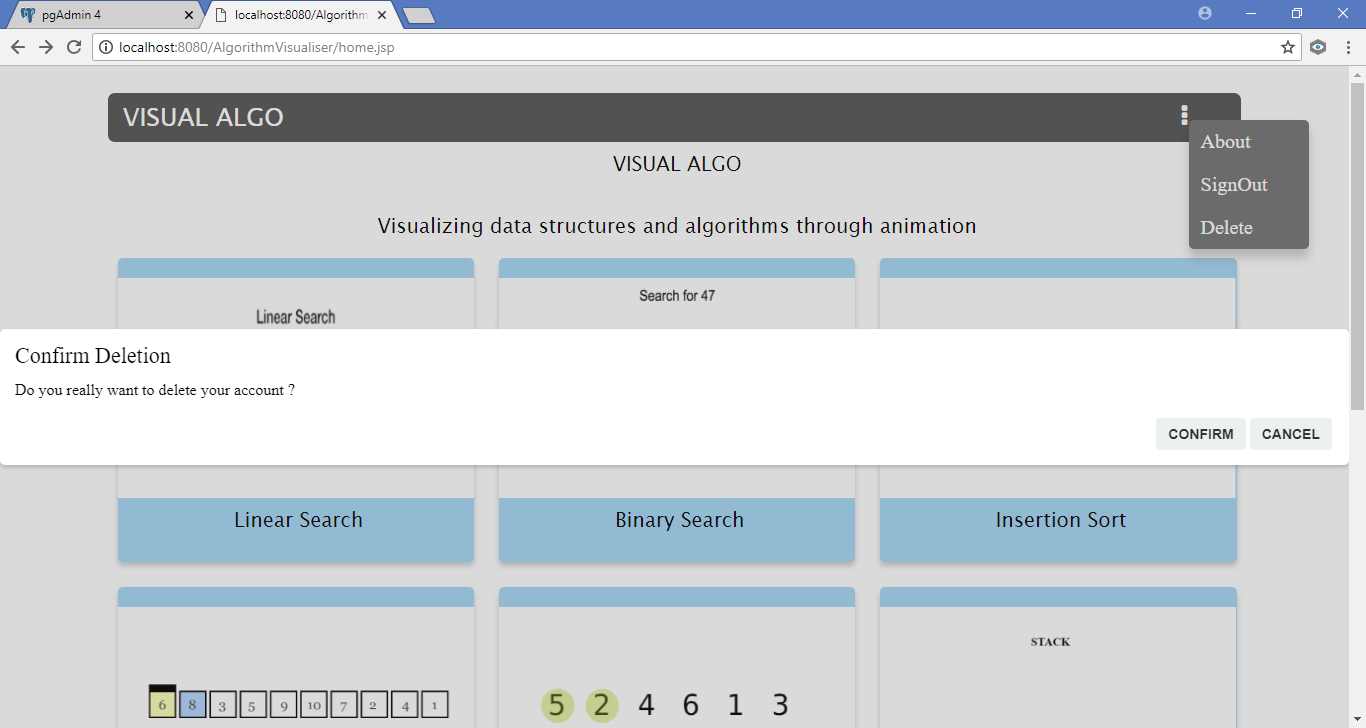 pgAdmin 4
localhost:8080/Algorithm
localhost:8080/AlgorithmVisualiser/home.jsp
VISUAL ALGO
About
SignOut
Delete
VISUAL ALGO
Visualizing data structures and algorithms through animation
Linear Search
Search for 47
Confirm Deletion
Do you really want to delete your account ?
CONFIRM CANCEL
Linear Search
Binary Search
Insertion Sort
6 8 3 5 9 10 7 2 4 1
5 2 4 6 1 3
STACK